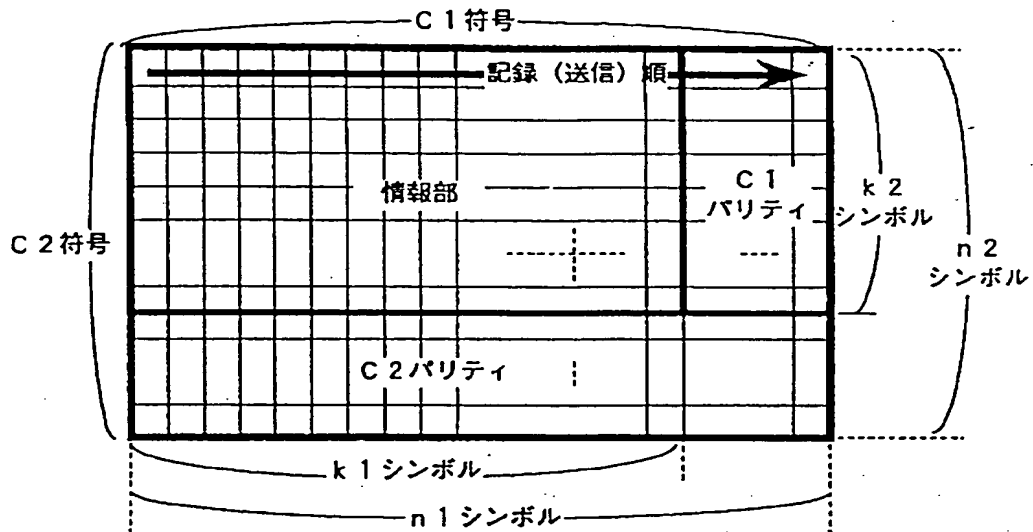 C1符号
記録(送信)順
情報部
C1
パリティ
k2
シンボル
C2符号
n2
シンボル
C2パリティ
k1シンボル
n1シンボル